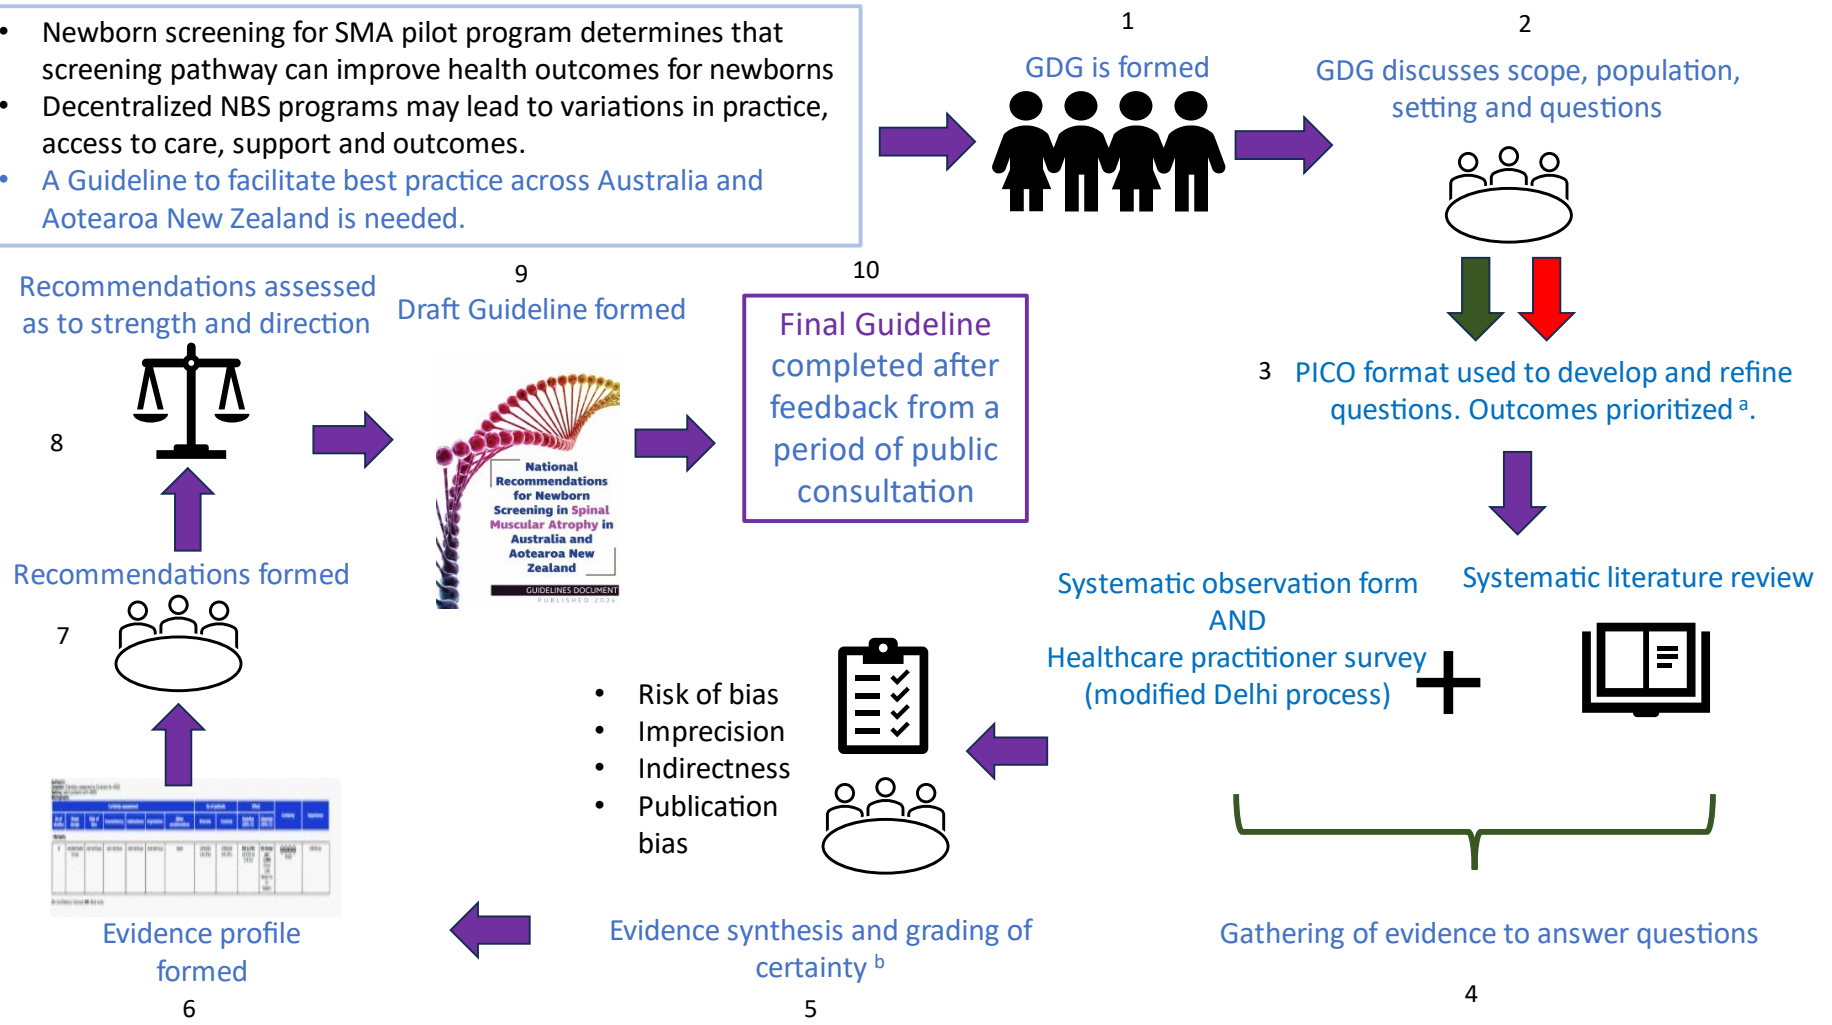 • Newborn screening for SMA pilot program determines that
screening pathway can improve health outcomes for newborns
• Decentralized NBS programs may lead to variations in practice,
access to care, support and outcomes.
• A Guideline to facilitate best practice across Australia and
Aotearoa New Zealand is needed.
1
GDG is formed
2
GDG discusses scope, population,
setting and questions
3 PICO format used to develop and refine
questions. Outcomes prioritized ᵃ.
Systematic observation form
AND
Healthcare practitioner survey
(modified Delhi process)
Systematic literature review
Gathering of evidence to answer questions
4
• Risk of bias
• Imprecision
• Indirectness
• Publication
bias
Evidence synthesis and grading of
certainty ᵇ
5
Evidence profile
formed
6
7
Recommendations formed
8
Recommendations assessed
as to strength and direction
9
Draft Guideline formed
National
Recommendations
for Newborn
Screening in Spinal
Muscular Atrophy in
Australia and
Aotearoa New
Zealand
GUIDELINES DOCUMENT
PUBLISHED 2024
10
Final Guideline
completed after
feedback from a
period of public
consultation